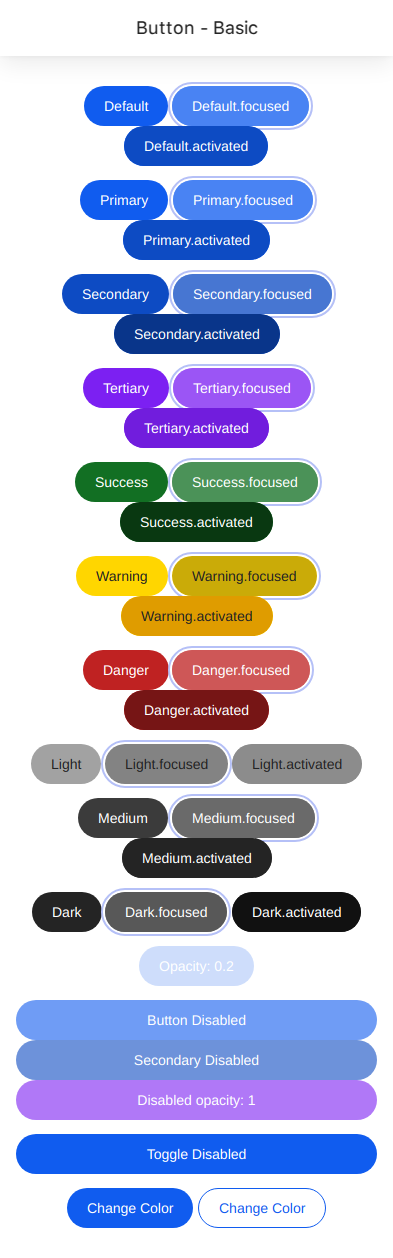 Button - Basic
Default Default.focused
Default.activated
Primary Primary.focused
Primary.activated
Secondary Secondary.focused
Secondary.activated
Tertiary Tertiary.focused
Tertiary.activated
Success Success.focused
Success.activated
Warning Warning.focused
Warning.activated
Danger Danger.focused
Danger.activated
Light Light.focused Light.activated
Medium Medium.focused
Medium.activated
Dark Dark.focused Dark.activated
Opacity: 0.2
Button Disabled
Secondary Disabled
Disabled opacity: 1
Toggle Disabled
Change Color Change Color